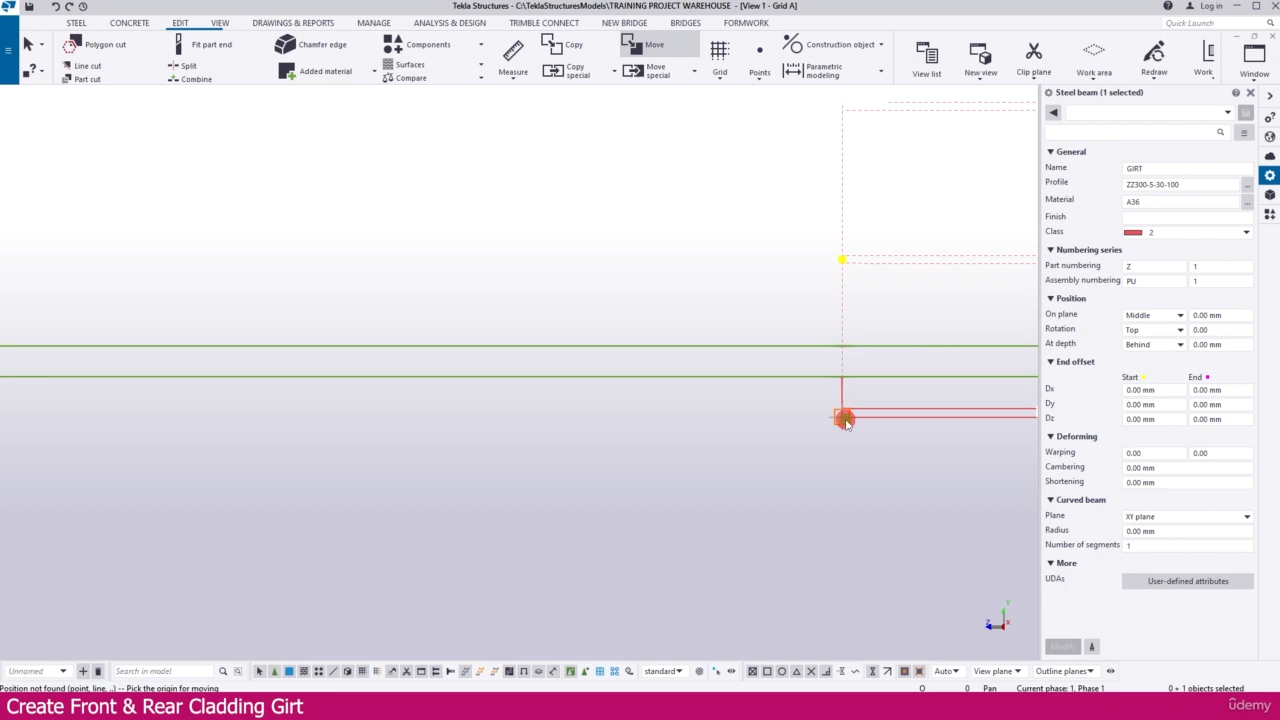 Tekla Structures - C:\TeklaStructuresModels\TRAINING PROJECT WAREHOUSE - [View 1 - Grid A]
Log in
STEEL CONCRETE EDIT VIEW DRAWINGS & REPORTS MANAGE ANALYSIS & DESIGN TRIMBLE CONNECT NEW BRIDGE BRIDGES FORMWORK
Quick Launch
Polygon cut
Line cut
Part cut
Fit part end
Split
Combine
Chamfer edge
Added material
Components
Surfaces
Compare
Measure
Copy
Copy special
Move
Move special
Grid
Points
Construction object
Parametric modeling
View list
New view
Clip plane
Work area
Redraw
Work
Window
Steel beam (1 selected)
General
Name GIRT
Profile ZZ300-5-30-100
Material A36
Finish
Class 2
Numbering series
Part numbering Z 1
Assembly numbering PU 1
Position
On plane Middle 0.00 mm
Rotation Top 0.00
At depth Behind 0.00 mm
End offset
Start End
Dx 0.00 mm 0.00 mm
Dy 0.00 mm 0.00 mm
Dz 0.00 mm 0.00 mm
Deforming
Warping 0.00 0.00
Cambering 0.00 mm
Shortening 0.00 mm
Curved beam
Plane XY plane
Radius 0.00 mm
Number of segments 1
More
UDAs User-defined attributes
Modify
Y
Z X
Unnamed Search in model standard Auto View plane Outline planes
Position not found (point, line, ..) -- Pick the origin for moving O 0 Pan Current phase: 1, Phase 1 0 + 1 objects selected
Create Front & Rear Cladding Girt
ûdemy